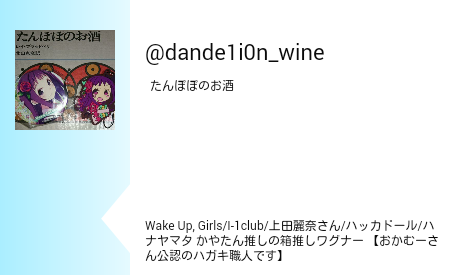 たんぽぽのお酒
@dande1i0n_wine
たんぽぽのお酒
Wake Up, Girls/I-1club/上田麗奈さん/ハッカドール/ハ
ナヤマタ かやたん推しの箱推しワグナー 【おかむーさ
ん公認のハガキ職人です】